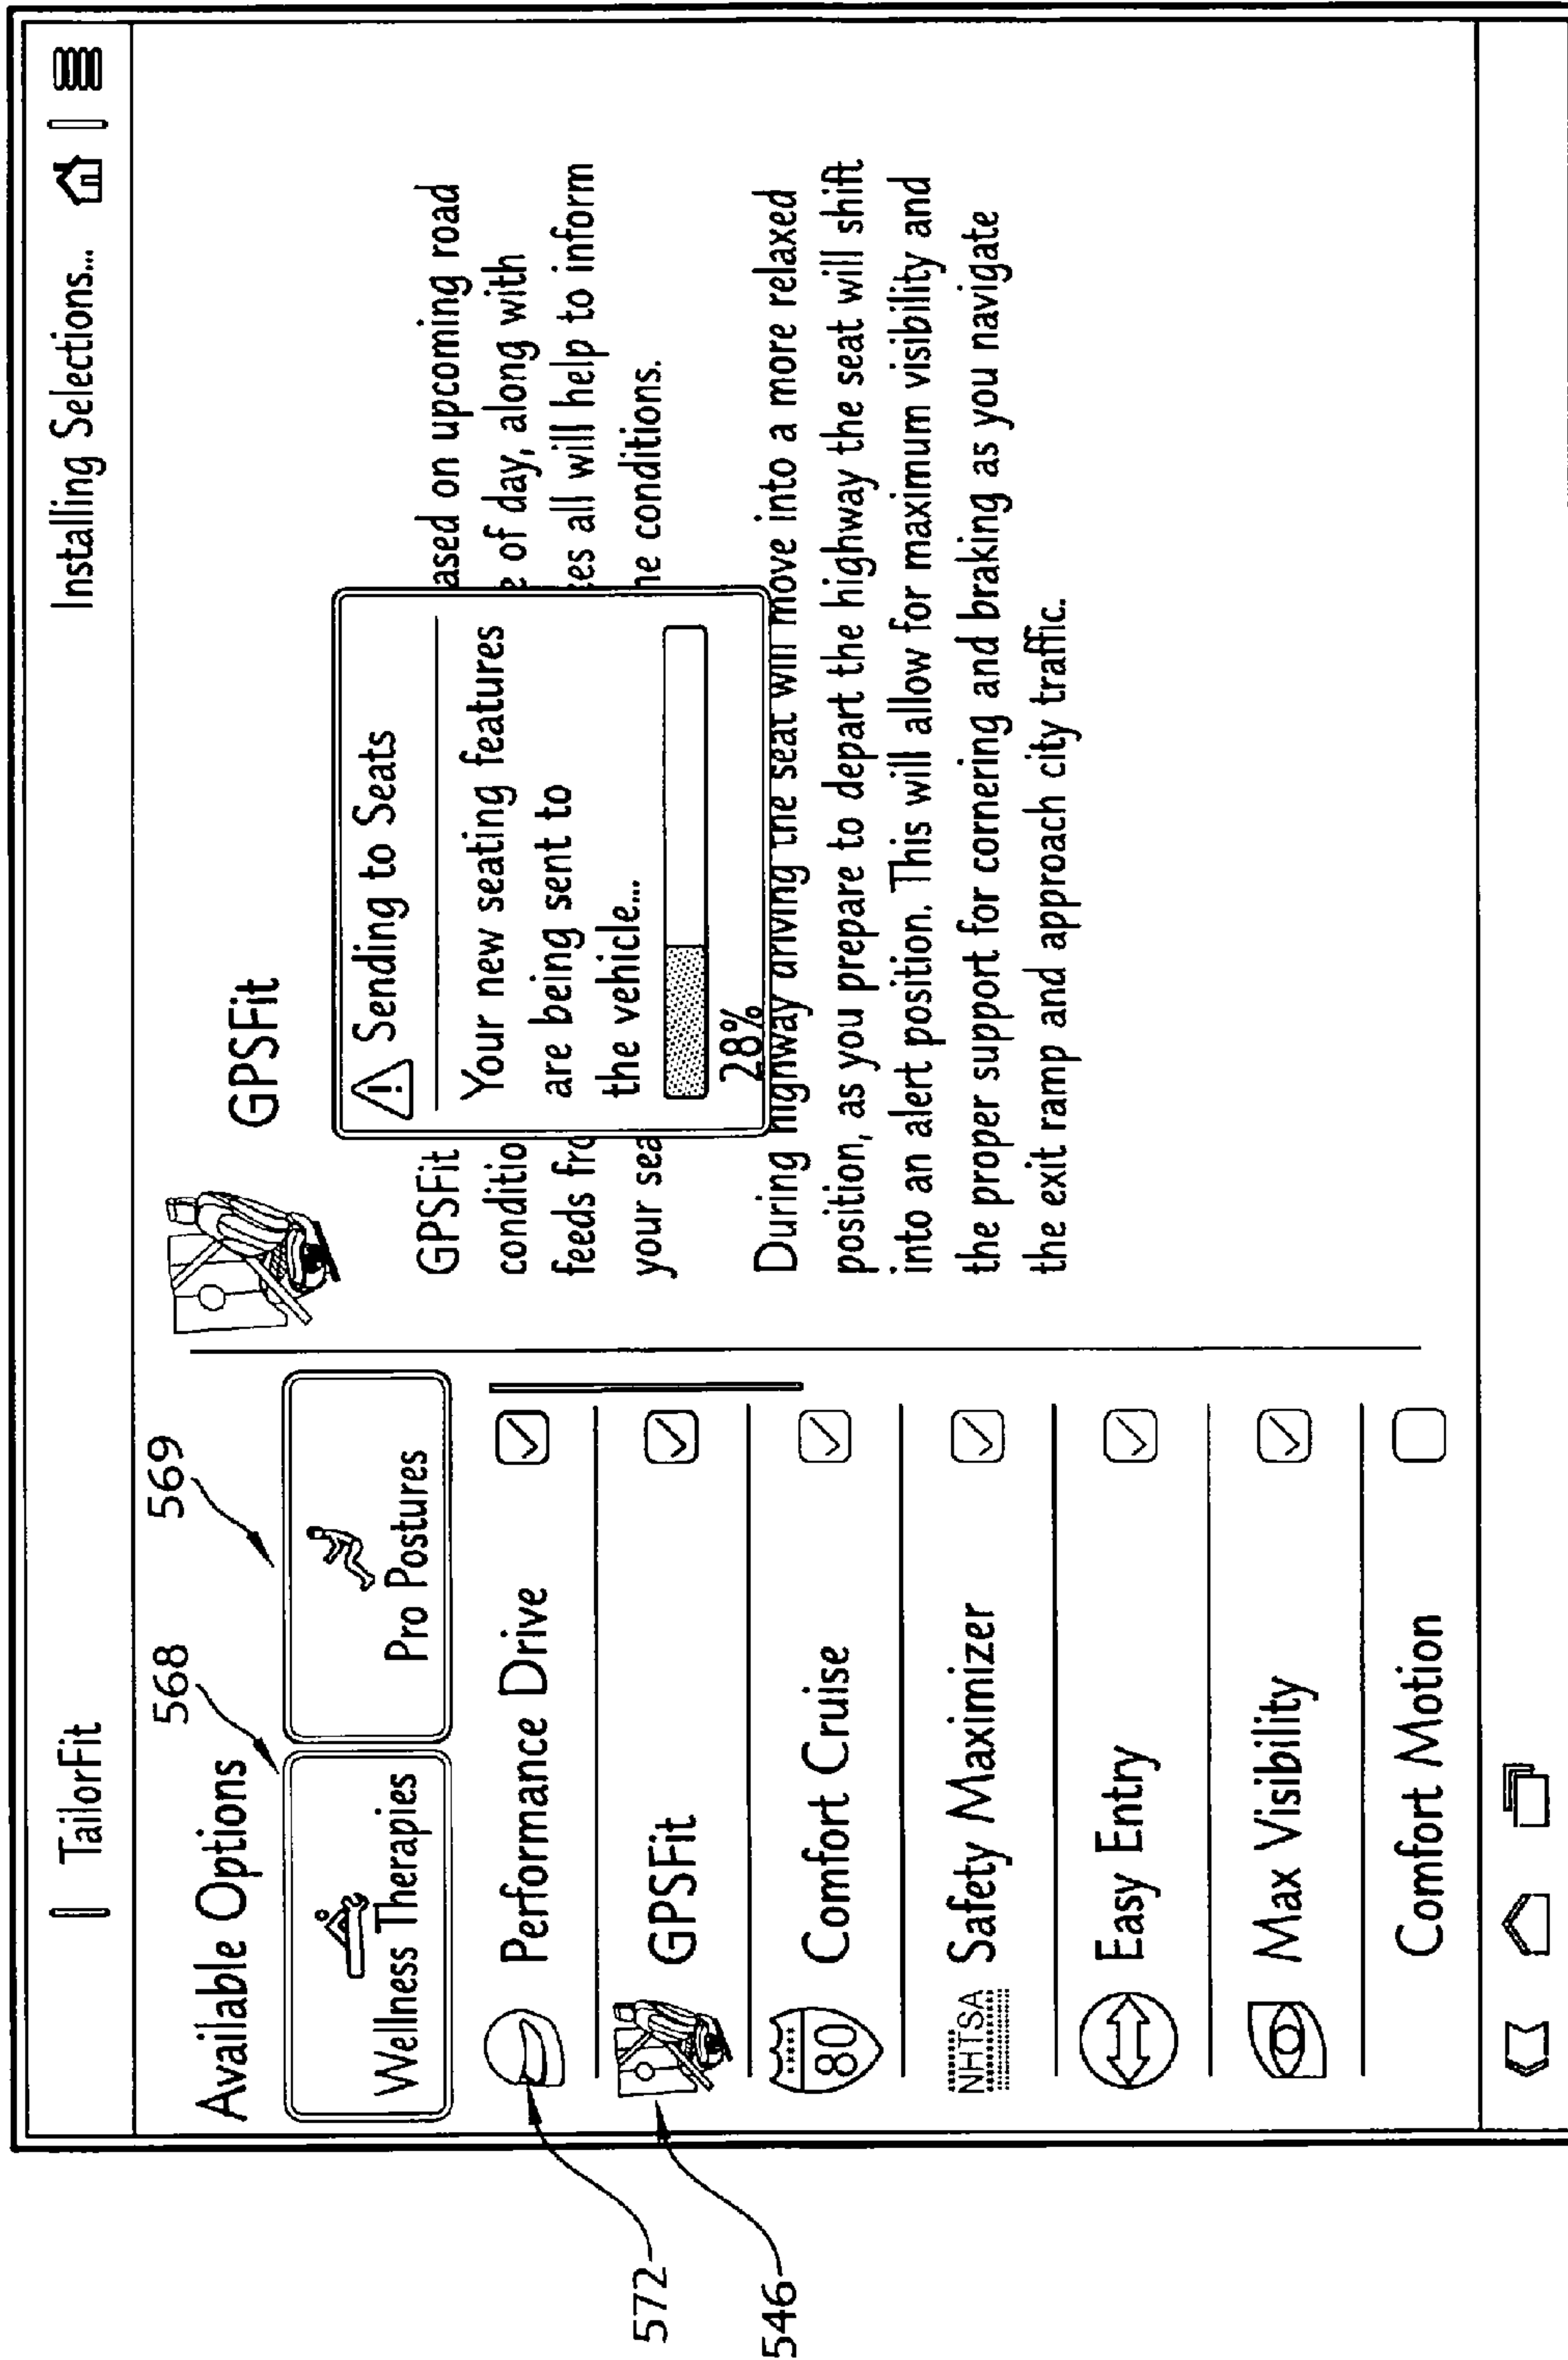 TailorFit
Installing Selections...
Available Options
568
569
Wellness Therapies
Pro Postures
572
Performance Drive
546
GPSFit
80
Comfort Cruise
NHTSA
Safety Maximizer
Easy Entry
Max Visibility
Comfort Motion
GPSFit
GPSFit ased on upcoming road
conditio e of day, along with
feeds fro es all will help to inform
your sea he conditions.
Sending to Seats
Your new seating features
are being sent to
the vehicle...
28%
During highway driving the seat will move into a more relaxed
position, as you prepare to depart the highway the seat will shift
into an alert position. This will allow for maximum visibility and
the proper support for cornering and braking as you navigate
the exit ramp and approach city traffic.